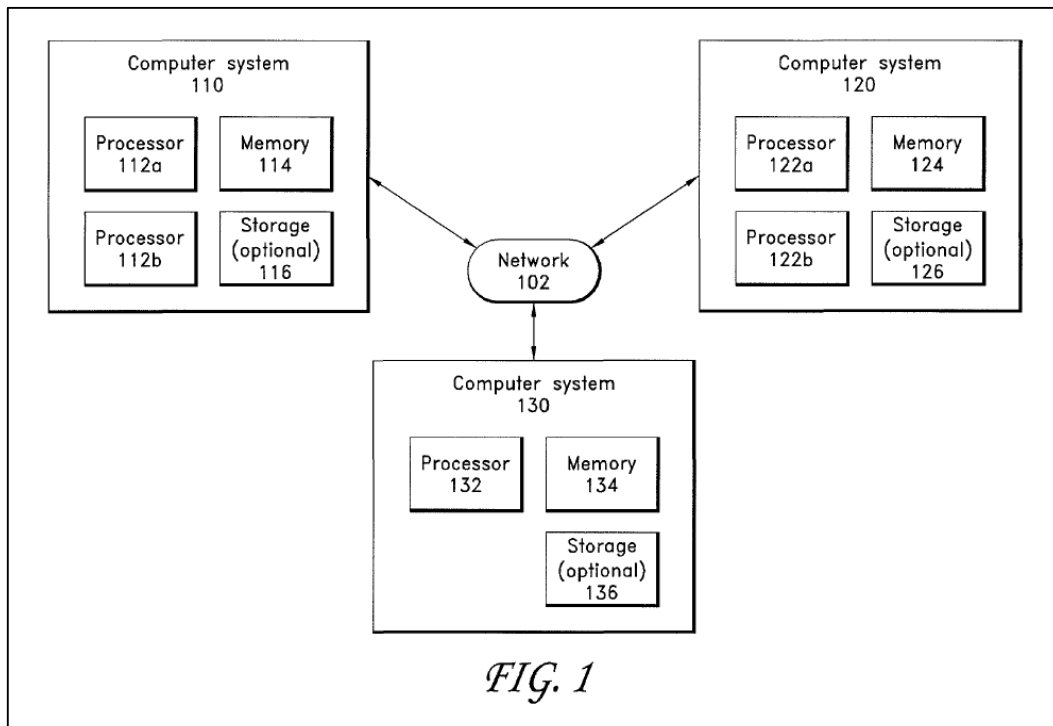 Computer system
110
Processor
112a
Memory
114
Processor
112b
Storage
(optional)
116
Computer system
120
Processor
122a
Memory
124
Processor
122b
Storage
(optional)
126
Network
102
Computer system
130
Processor
132
Memory
134
Storage
(optional)
136
FIG. 1